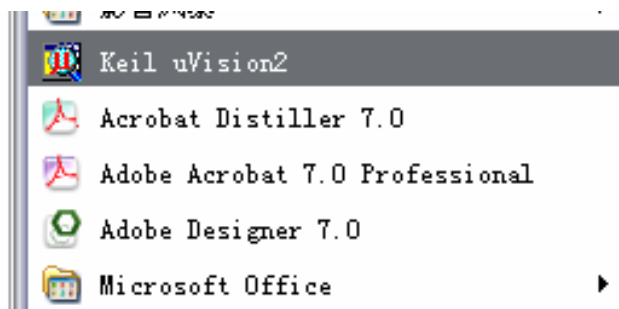 Keil uVision2
Acrobat Distiller 7.0
Adobe Acrobat 7.0 Professional
Adobe Designer 7.0
Microsoft Office